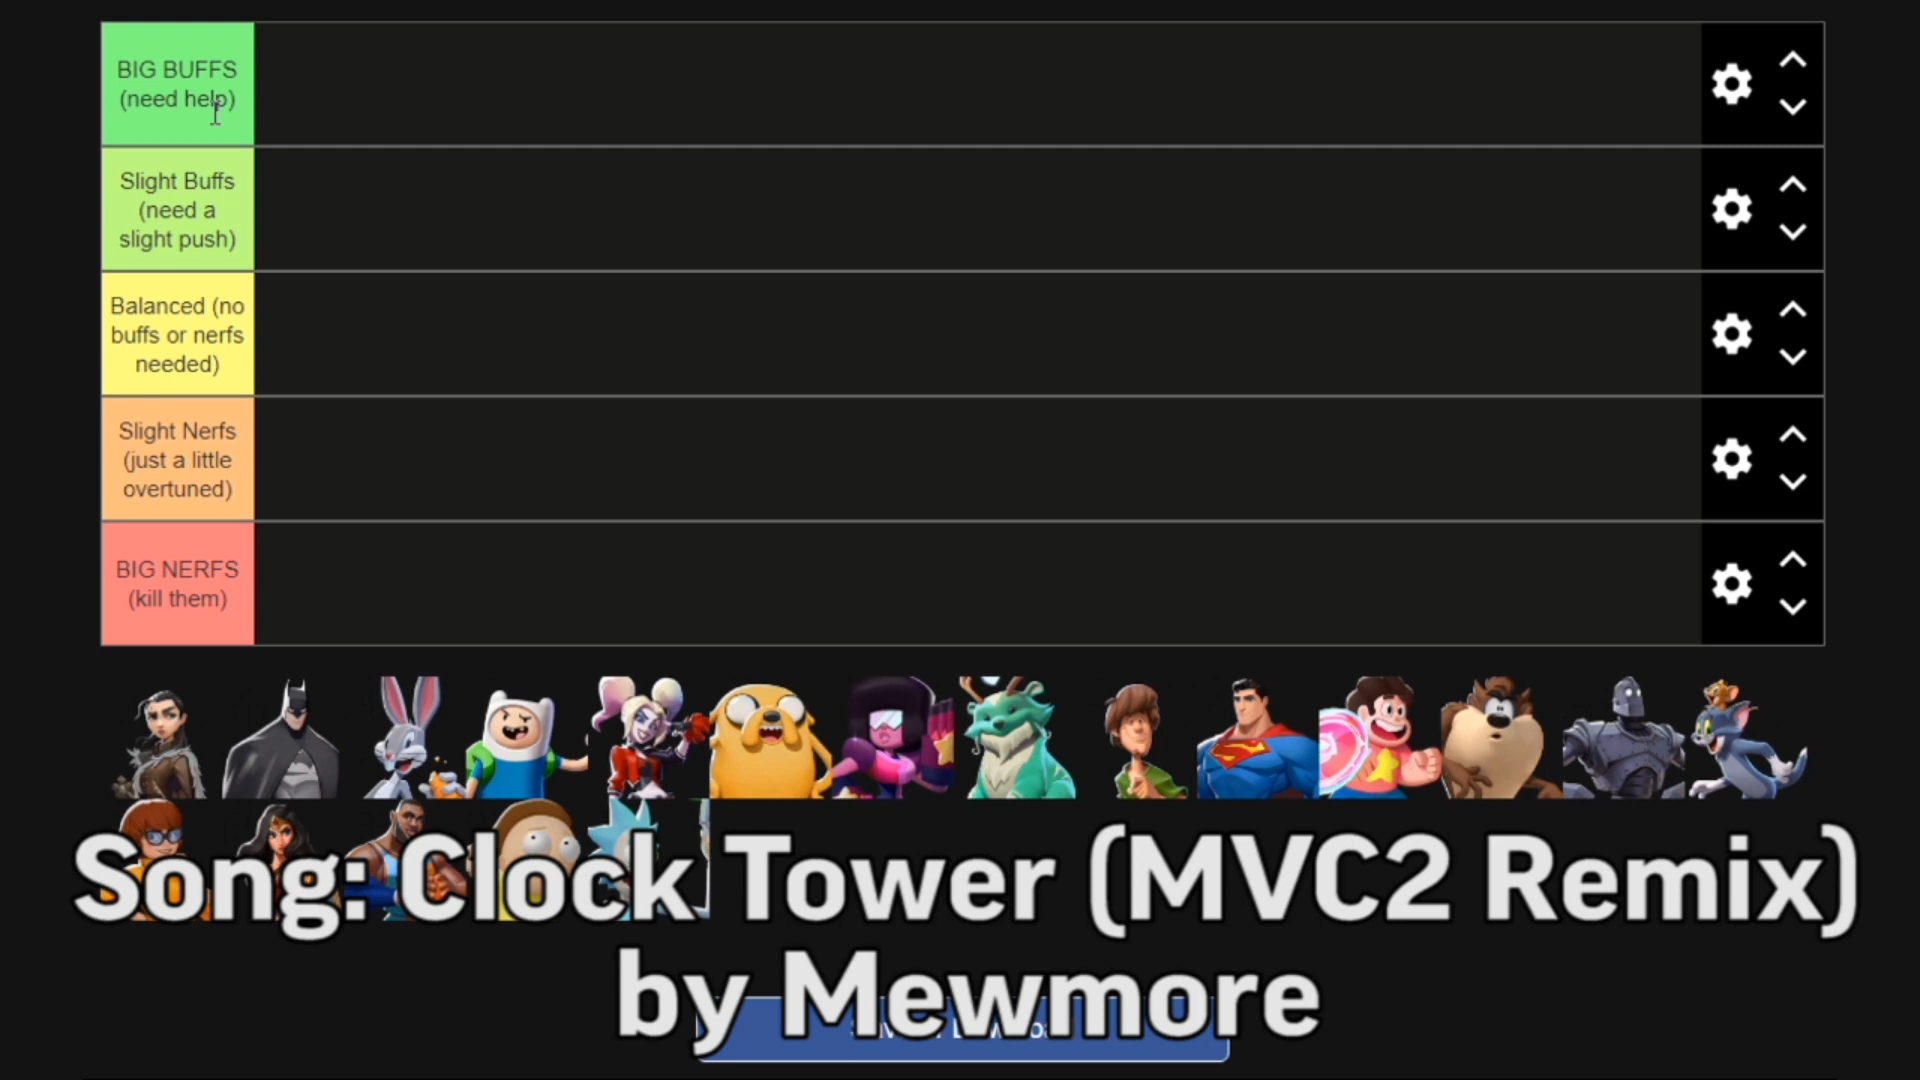 BIG BUFFS
(need help)
Slight Buffs
(need a
slight push)
Balanced (no
buffs or nerfs
needed)
Slight Nerfs
(just a little
overtuned)
BIG NERFS
(kill them)
Song: Clock Tower (MVC2 Remix)
by Mewmore